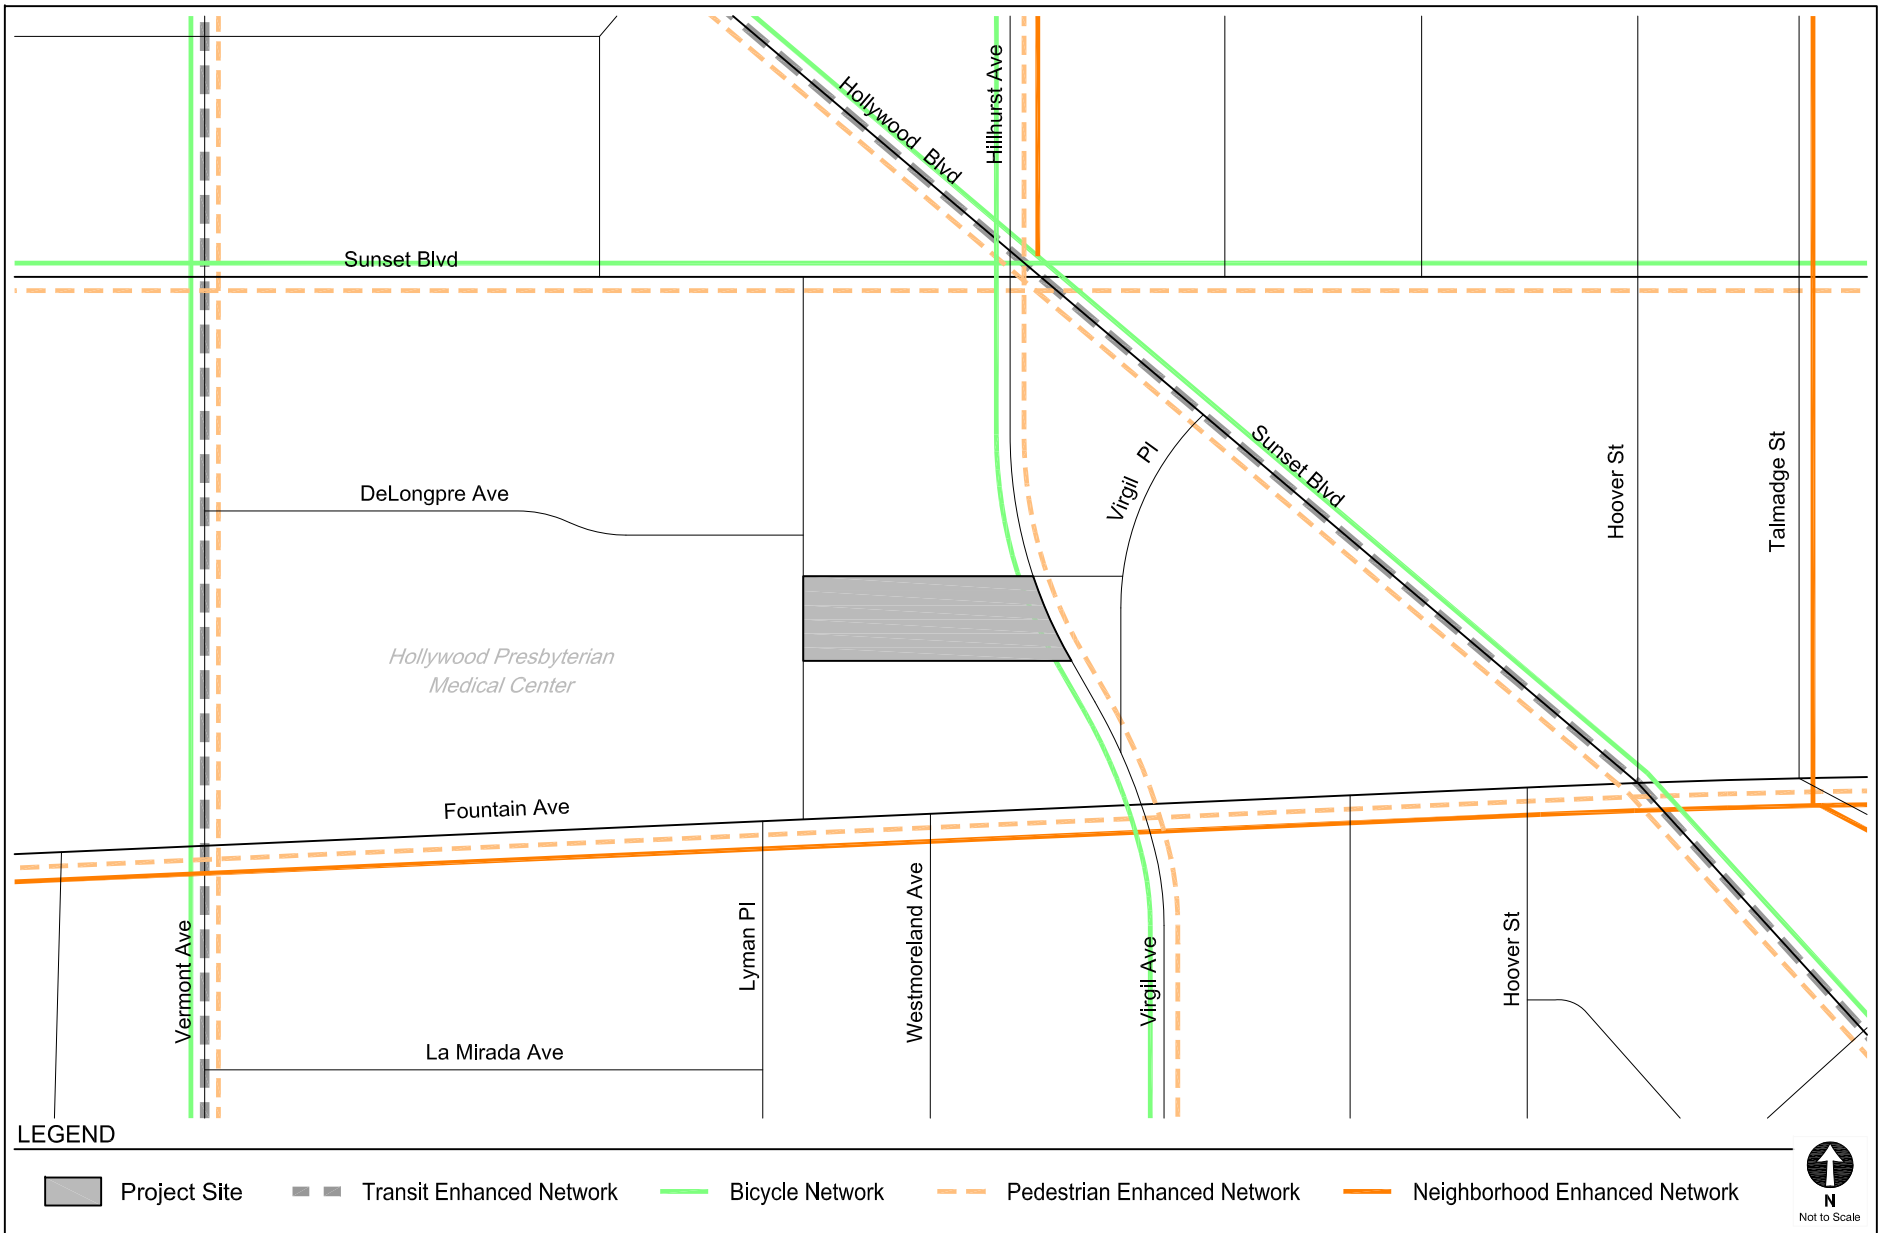 Hollywood Blvd
Hillhurst Ave
Sunset Blvd
DeLongpre Ave
Virgil Pl
Sunset Blvd
Hoover St
Talmadge St
Hollywood Presbyterian
Medical Center
Fountain Ave
Vermont Ave
Lyman Pl
Westmoreland Ave
Virgil Ave
Hoover St
La Mirada Ave
LEGEND
Project Site
Transit Enhanced Network
Bicycle Network
Pedestrian Enhanced Network
Neighborhood Enhanced Network
N
Not to Scale